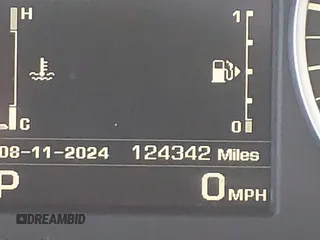 H 1
C 0
08-11-2024 124342 Miles
P 0 MPH
DREAMBID